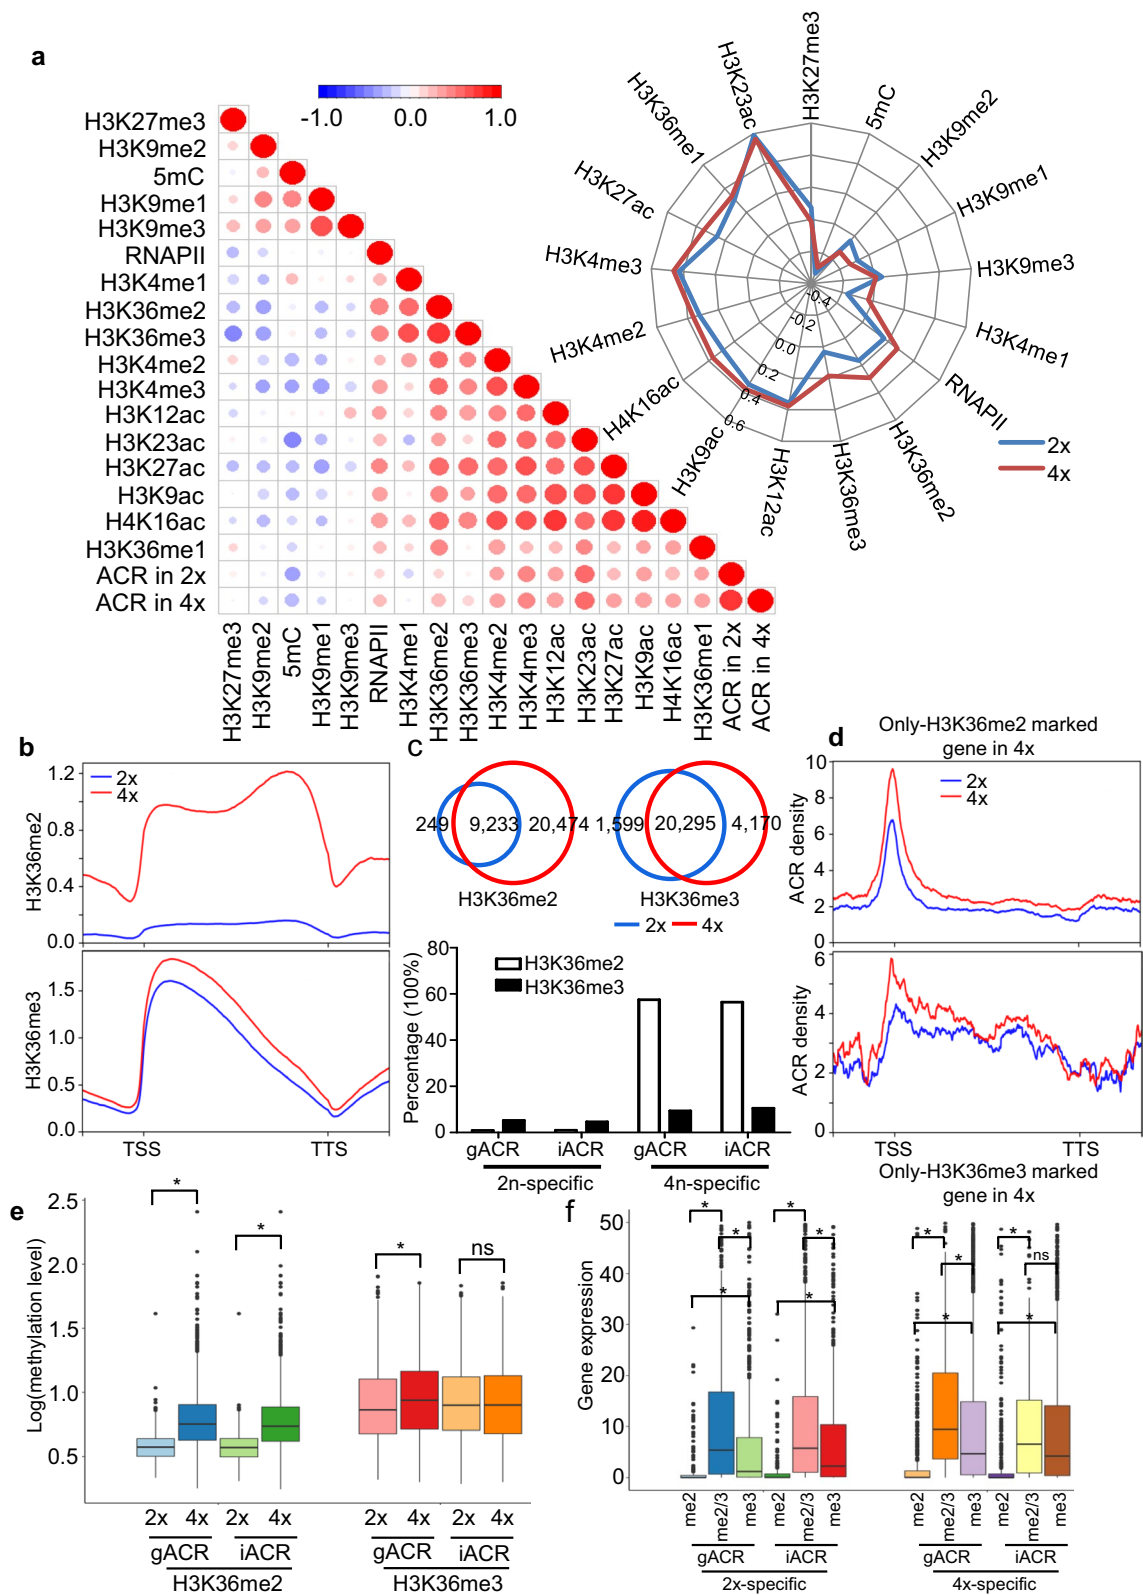 a
-1.0 0.0 1.0
H3K27me3
H3K9me2
5mC
H3K9me1
H3K9me3
RNAPII
H3K4me1
H3K36me2
H3K36me3
H3K4me2
H3K4me3
H3K12ac
H3K23ac
H3K27ac
H3K9ac
H4K16ac
H3K36me1
ACR in 2x
ACR in 4x
H3K27me3
H3K9me2
5mC
H3K9me1
H3K9me3
RNAPII
H3K4me1
H3K36me2
H3K36me3
H3K4me2
H3K4me3
H3K12ac
H3K23ac
H3K27ac
H3K9ac
H4K16ac
H3K36me1
ACR in 2x
ACR in 4x
H3K27me3
5mC
H3K9me2
H3K9me1
H3K9me3
H3K4me1
RNAPII
H3K36me2
H3K36me3
H3K12ac
H3K9ac
H4K16ac
H3K4me2
H3K4me3
H3K27ac
H3K36me1
H3K23ac
-0.4
-0.2
0.0
0.2
0.4
0.6
2x
4x
b
H3K36me2
1.2
0.8
0.4
0.0
2x
4x
H3K36me3
1.5
1.0
0.5
0.0
TSS TTS
c
249 9,233 20,474
H3K36me2
1,599 20,295 4,170
H3K36me3
2x 4x
Percentage (100%)
80
60
40
20
0
H3K36me2
H3K36me3
gACR iACR gACR iACR
2n-specific 4n-specific
d
Only-H3K36me2 marked
gene in 4x
ACR density
10
8
6
4
2
0
2x
4x
ACR density
6
4
2
0
TSS TTS
Only-H3K36me3 marked
gene in 4x
e
Log(methylation level)
2.5
2.0
1.5
1.0
0.5
* * * ns
2x 4x 2x 4x 2x 4x 2x 4x
gACR iACR gACR iACR
H3K36me2 H3K36me3
f
Gene expression
50
40
30
20
10
0
* * * * * *
* * * * ns *
me2 me2/3 me3 me2 me2/3 me3 me2 me2/3 me3 me2 me2/3 me3
gACR iACR gACR iACR
2x-specific 4x-specific